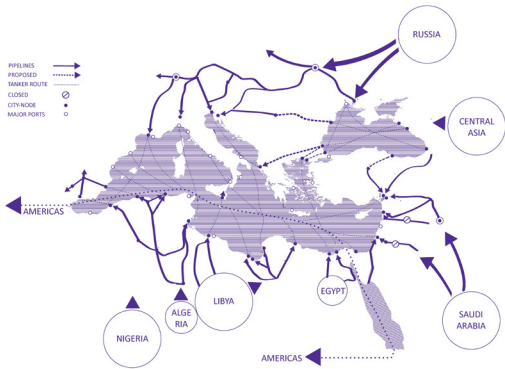 RUSSIA
PIPELINES
PROPOSED
TANKER ROUTE
CLOSED
CITY-NODE
MAJOR PORTS
CENTRAL
ASIA
AMERICAS
EGYPT
LIBYA
ALGE
RIA
NIGERIA
SAUDI
ARABIA
AMERICAS